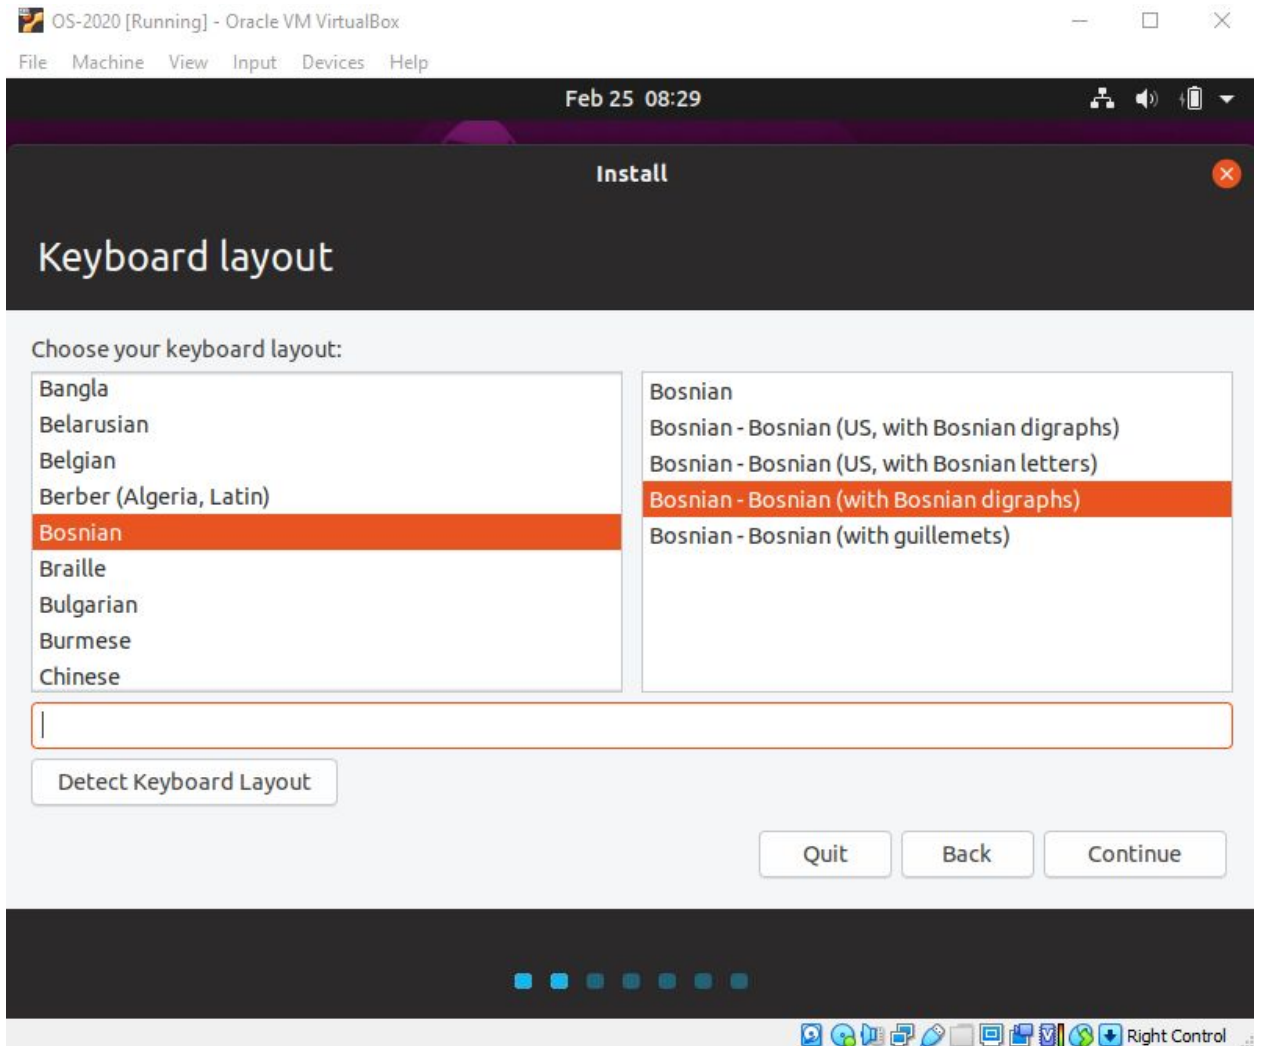 OS-2020 [Running] - Oracle VM VirtualBox
File Machine View Input Devices Help
Feb 25 08:29
Install
Keyboard layout
Choose your keyboard layout:
Bangla
Belarusian
Belgian
Berber (Algeria, Latin)
Bosnian
Braille
Bulgarian
Burmese
Chinese
Bosnian
Bosnian - Bosnian (US, with Bosnian digraphs)
Bosnian - Bosnian (US, with Bosnian letters)
Bosnian - Bosnian (with Bosnian digraphs)
Bosnian - Bosnian (with guillemets)
Detect Keyboard Layout
Quit Back Continue
Right Control